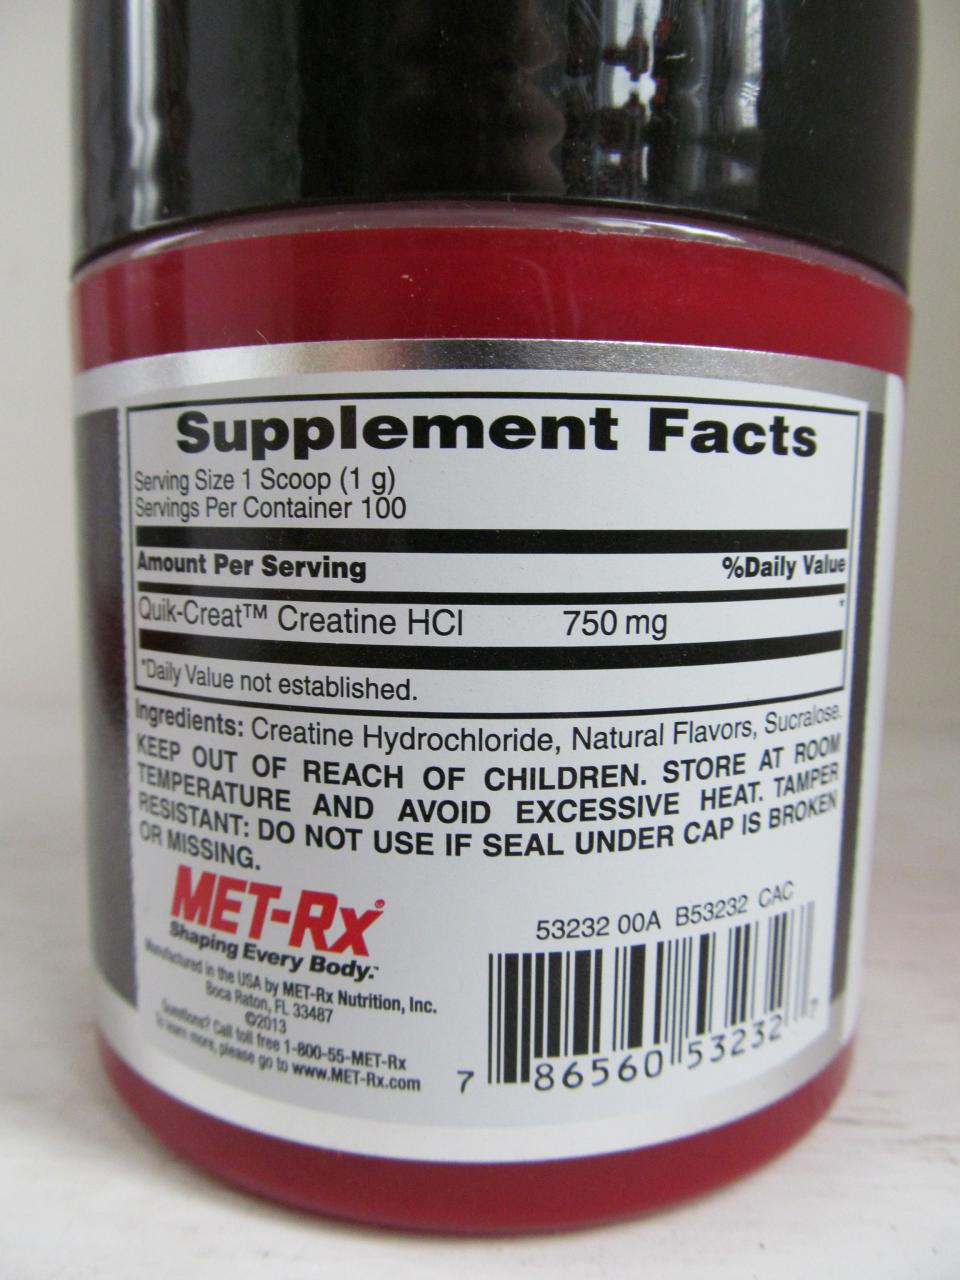 Supplement Facts
Serving Size 1 Scoop (1 g)
Servings Per Container 100
Amount Per Serving %Daily Value
Quik-Creat™ Creatine HCl 750 mg *
*Daily Value not established.
Ingredients: Creatine Hydrochloride, Natural Flavors, Sucralose.
KEEP OUT OF REACH OF CHILDREN. STORE AT ROOM
TEMPERATURE AND AVOID EXCESSIVE HEAT. TAMPER
RESISTANT: DO NOT USE IF SEAL UNDER CAP IS BROKEN
OR MISSING.
MET-Rx®
Shaping Every Body.™
Manufactured in the USA by MET-Rx Nutrition, Inc.
Boca Raton, FL 33487
©2013
Questions? Call toll free 1-800-55-MET-Rx
To learn more, please go to www.MET-Rx.com
53232 00A B53232 CAC
7 86560 53232 7